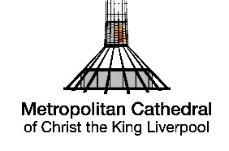 Metropolitan Cathedral
of Christ the King Liverpool